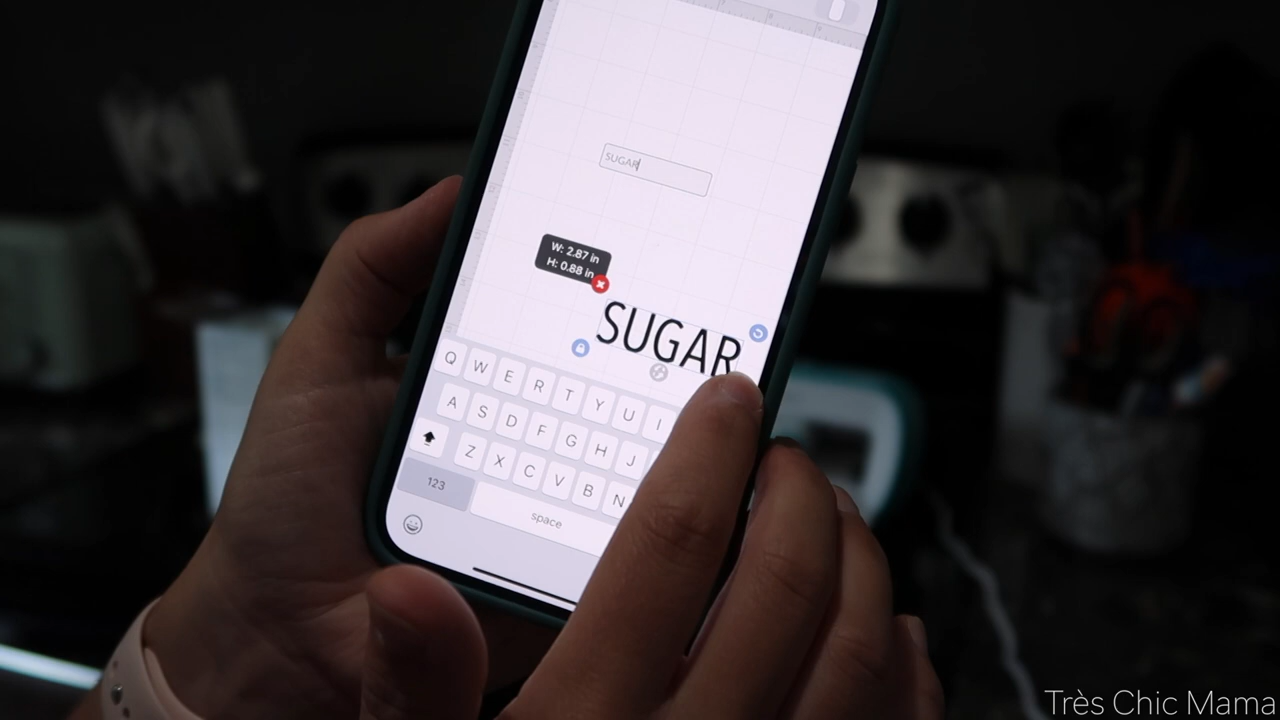 SUGAR
W: 2.87 in
H: 0.88 in
SUGAR
Q W E R T Y U I
A S D F G H J
Z X C V B N
123
space
Très Chic Mama